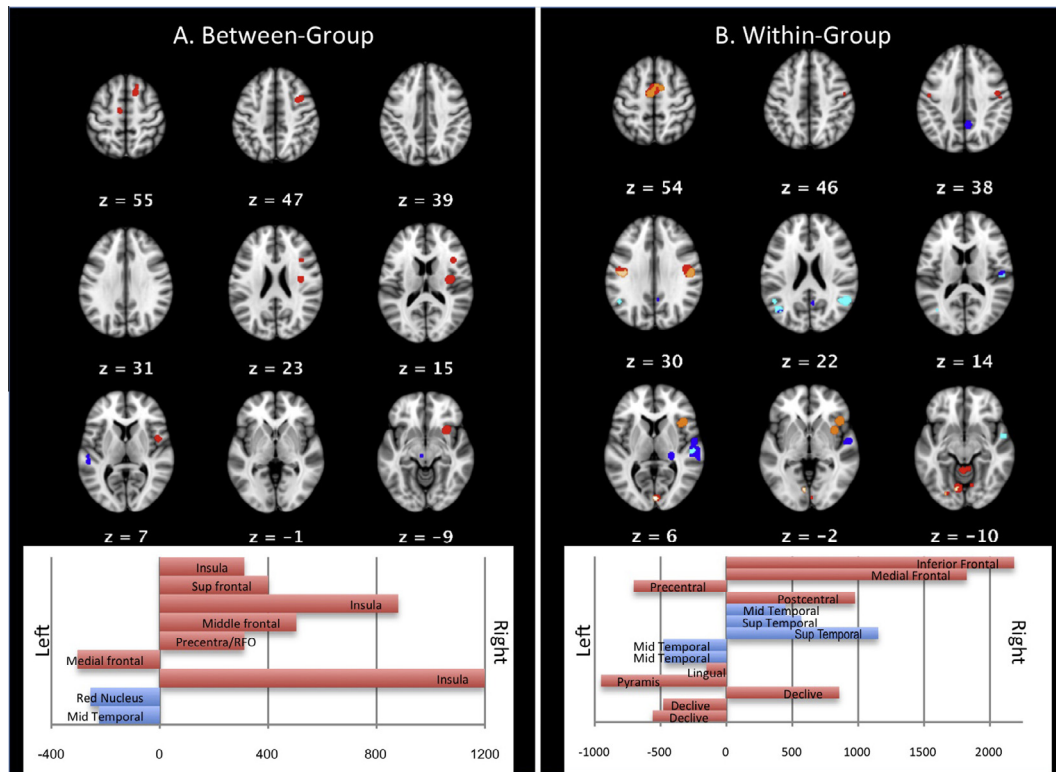 A. Between-Group
z = 55
z = 47
z = 39
z = 31
z = 23
z = 15
z = 7
z = -1
z = -9
Left
Right
Insula
Sup frontal
Insula
Middle frontal
Precentra/RFO
Medial frontal
Insula
Red Nucleus
Mid Temporal
-400
0
400
800
1200
B. Within-Group
z = 54
z = 46
z = 38
z = 30
z = 22
z = 14
z = 6
z = -2
z = -10
Left
Right
Inferior Frontal
Medial Frontal
Precentral
Postcentral
Mid Temporal
Sup Temporal
Sup Temporal
Mid Temporal
Mid Temporal
Lingual
Pyramis
Declive
Declive
Declive
-1000
-500
0
500
1000
1500
2000